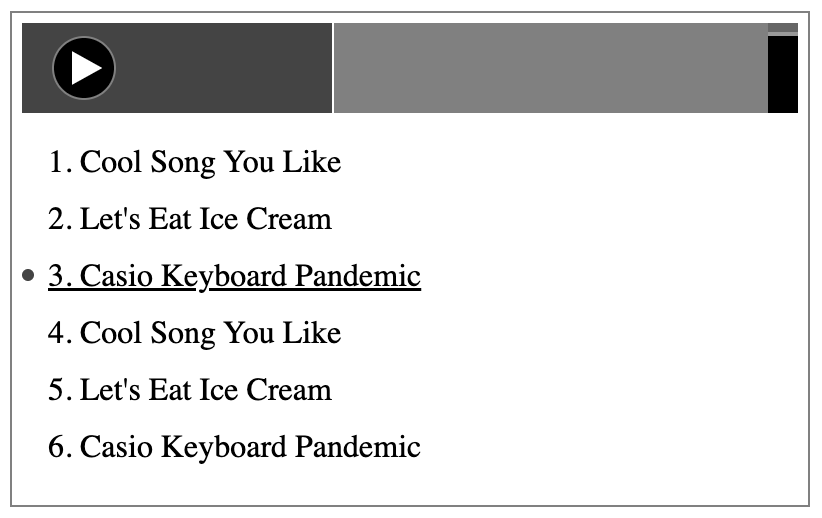 1. Cool Song You Like
2. Let's Eat Ice Cream
3. Casio Keyboard Pandemic
4. Cool Song You Like
5. Let's Eat Ice Cream
6. Casio Keyboard Pandemic